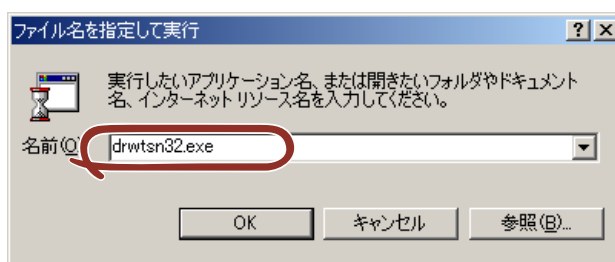 ファイル名を指定して実行
実行したいアプリケーション名、または開きたいフォルダやドキュメント
名、インターネット リソース名を入力してください。
名前(O)
drwtsn32.exe
OK キャンセル 参照(B)...